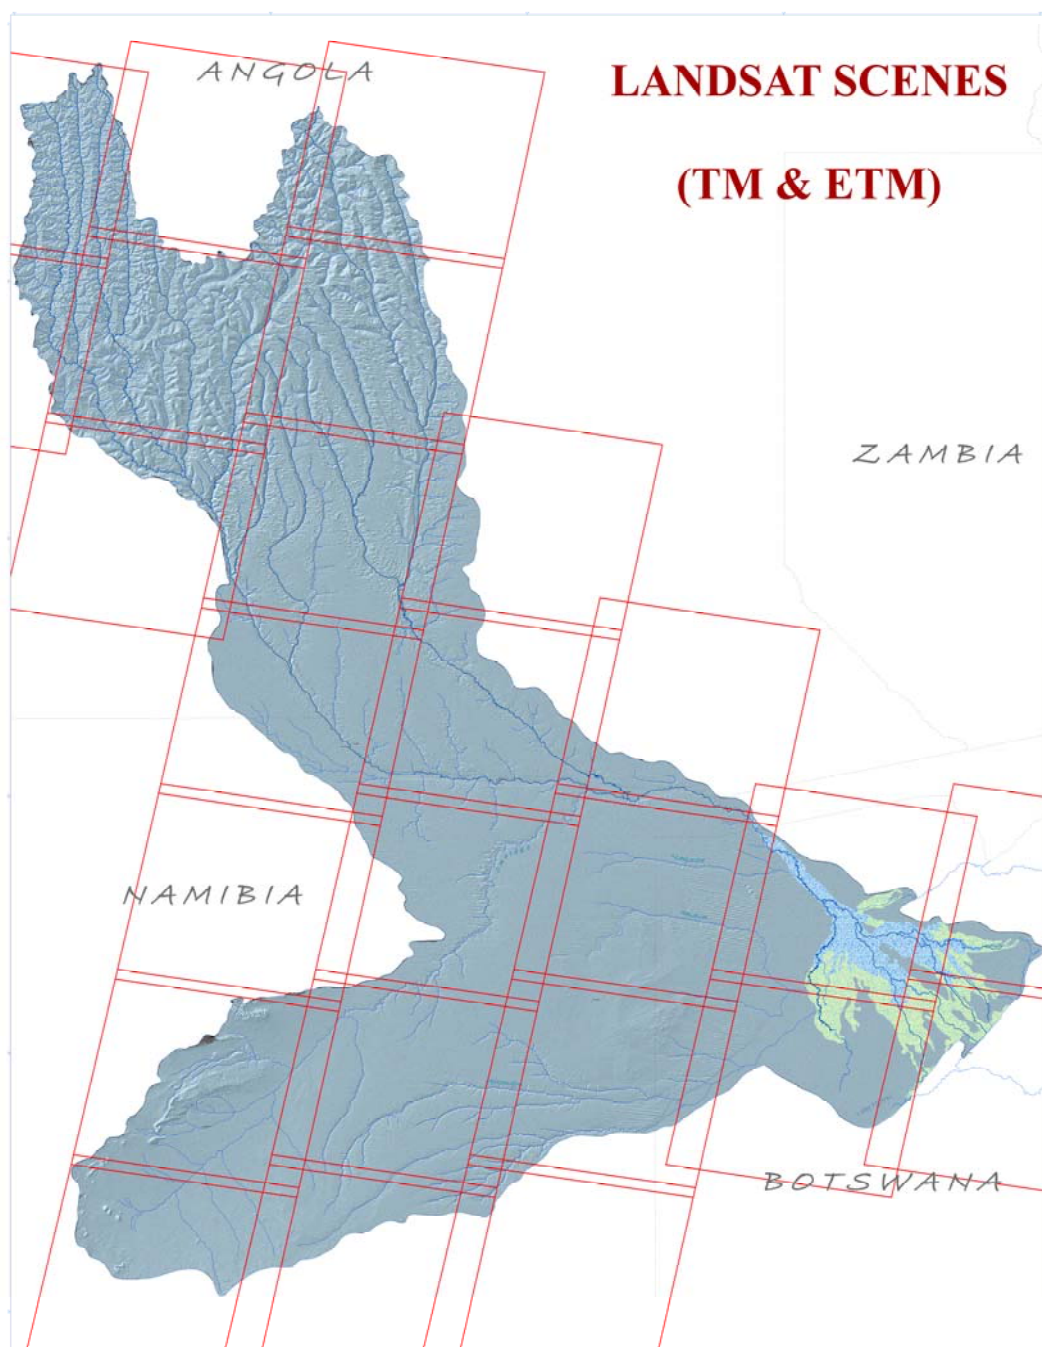 ANGOLA
LANDSAT SCENES
(TM & ETM)
ZAMBIA
NAMIBIA
BOTSWANA